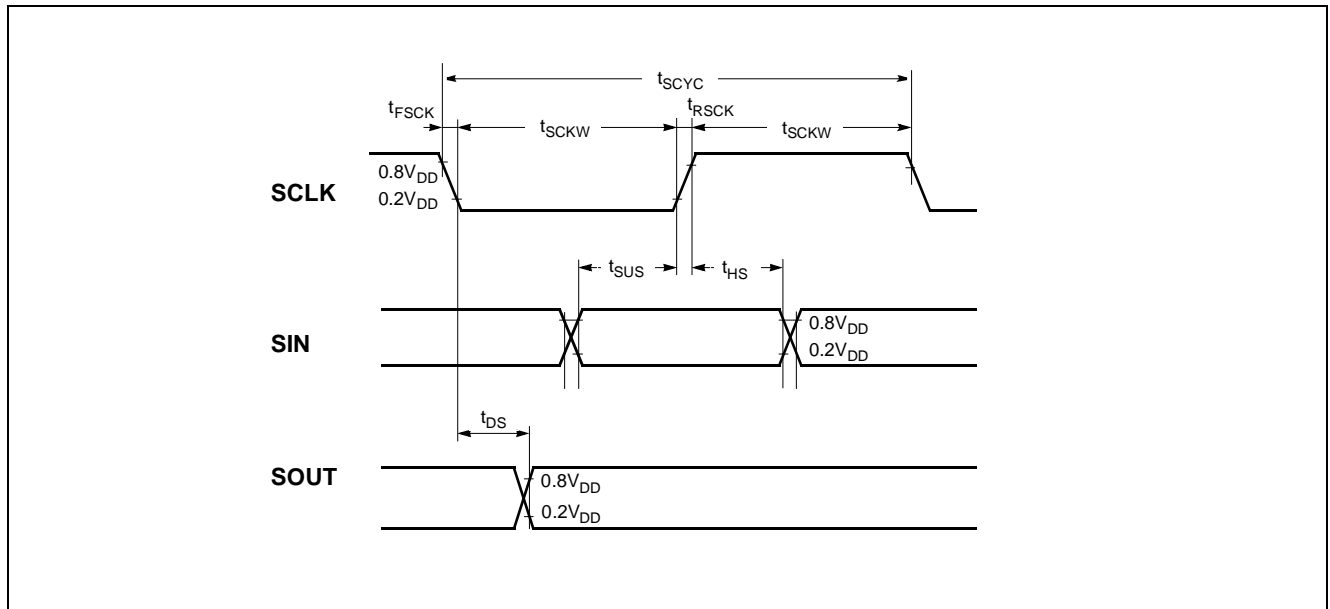 tSCYC
tFSCK
tRSCK
tSCKW
tSCKW
SCLK
0.8VDD
0.2VDD
tSUS
tHS
SIN
0.8VDD
0.2VDD
tDS
SOUT
0.8VDD
0.2VDD